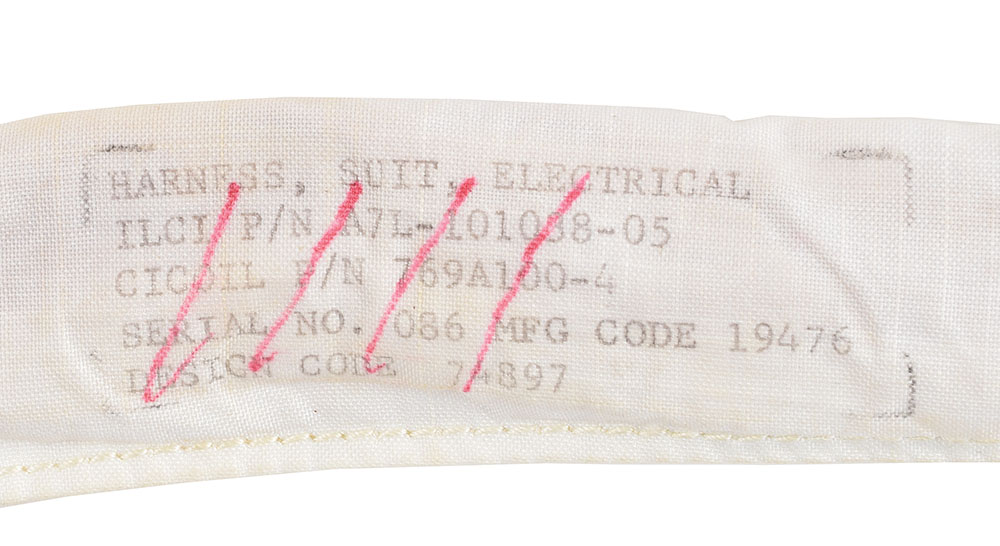 HARNESS, SUIT, ELECTRICAL
ILCI P/N A7L-101038-05
CICOIL P/N 769A100-4
SERIAL NO. 086 MFG CODE 19476
DESIGN CODE 74897